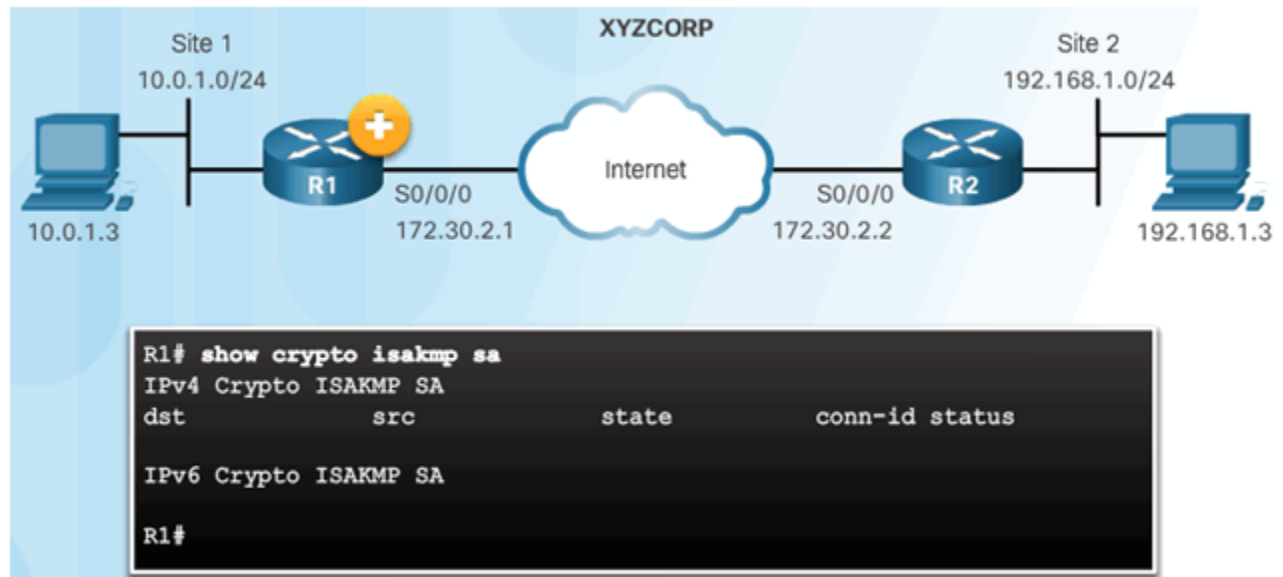 XYZCORP
Site 1
10.0.1.0/24
Site 2
192.168.1.0/24
R1
Internet
R2
S0/0/0
S0/0/0
10.0.1.3
172.30.2.1
172.30.2.2
192.168.1.3
R1# show crypto isakmp sa
IPv4 Crypto ISAKMP SA
dst src state conn-id status
IPv6 Crypto ISAKMP SA
R1#